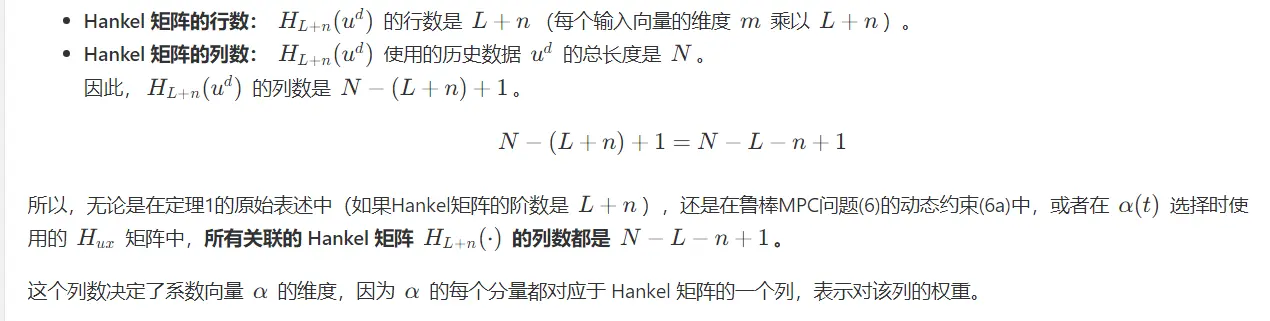 • Hankel 矩阵的行数： $H_{L+n}(u^d)$ 的行数是 $L+n$（每个输入向量的维度 $m$ 乘以 $L+n$）。
• Hankel 矩阵的列数： $H_{L+n}(u^d)$ 使用的历史数据 $u^d$ 的总长度是 $N$。
因此， $H_{L+n}(u^d)$ 的列数是 $N-(L+n)+1$。
$N-(L+n)+1=N-L-n+1$
所以，无论是在定理1的原始表述中（如果Hankel矩阵的阶数是 $L+n$），还是在鲁棒MPC问题(6)的动态约束(6a)中，或者在 $\alpha(t)$ 选择时使
用的 $H_{ux}$ 矩阵中，所有关联的 Hankel 矩阵 $H_{L+n}(\cdot)$ 的列数都是 $N-L-n+1$。
这个列数决定了系数向量 $\alpha$ 的维度，因为 $\alpha$ 的每个分量都对应于 Hankel 矩阵的一个列，表示对该列的权重。